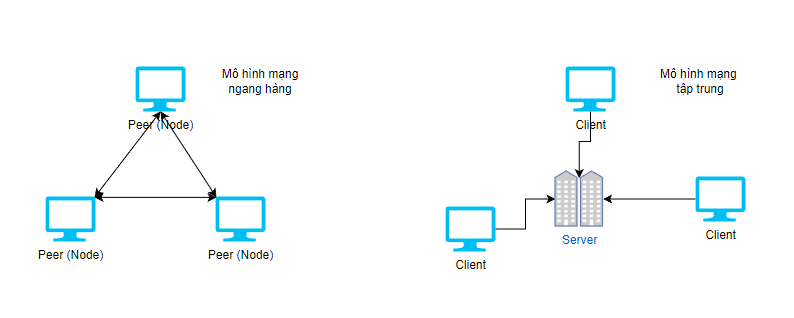 Mô hình mạng
ngang hàng
Peer (Node)
Peer (Node)
Peer (Node)
Mô hình mạng
tập trung
Client
Server
Client
Client